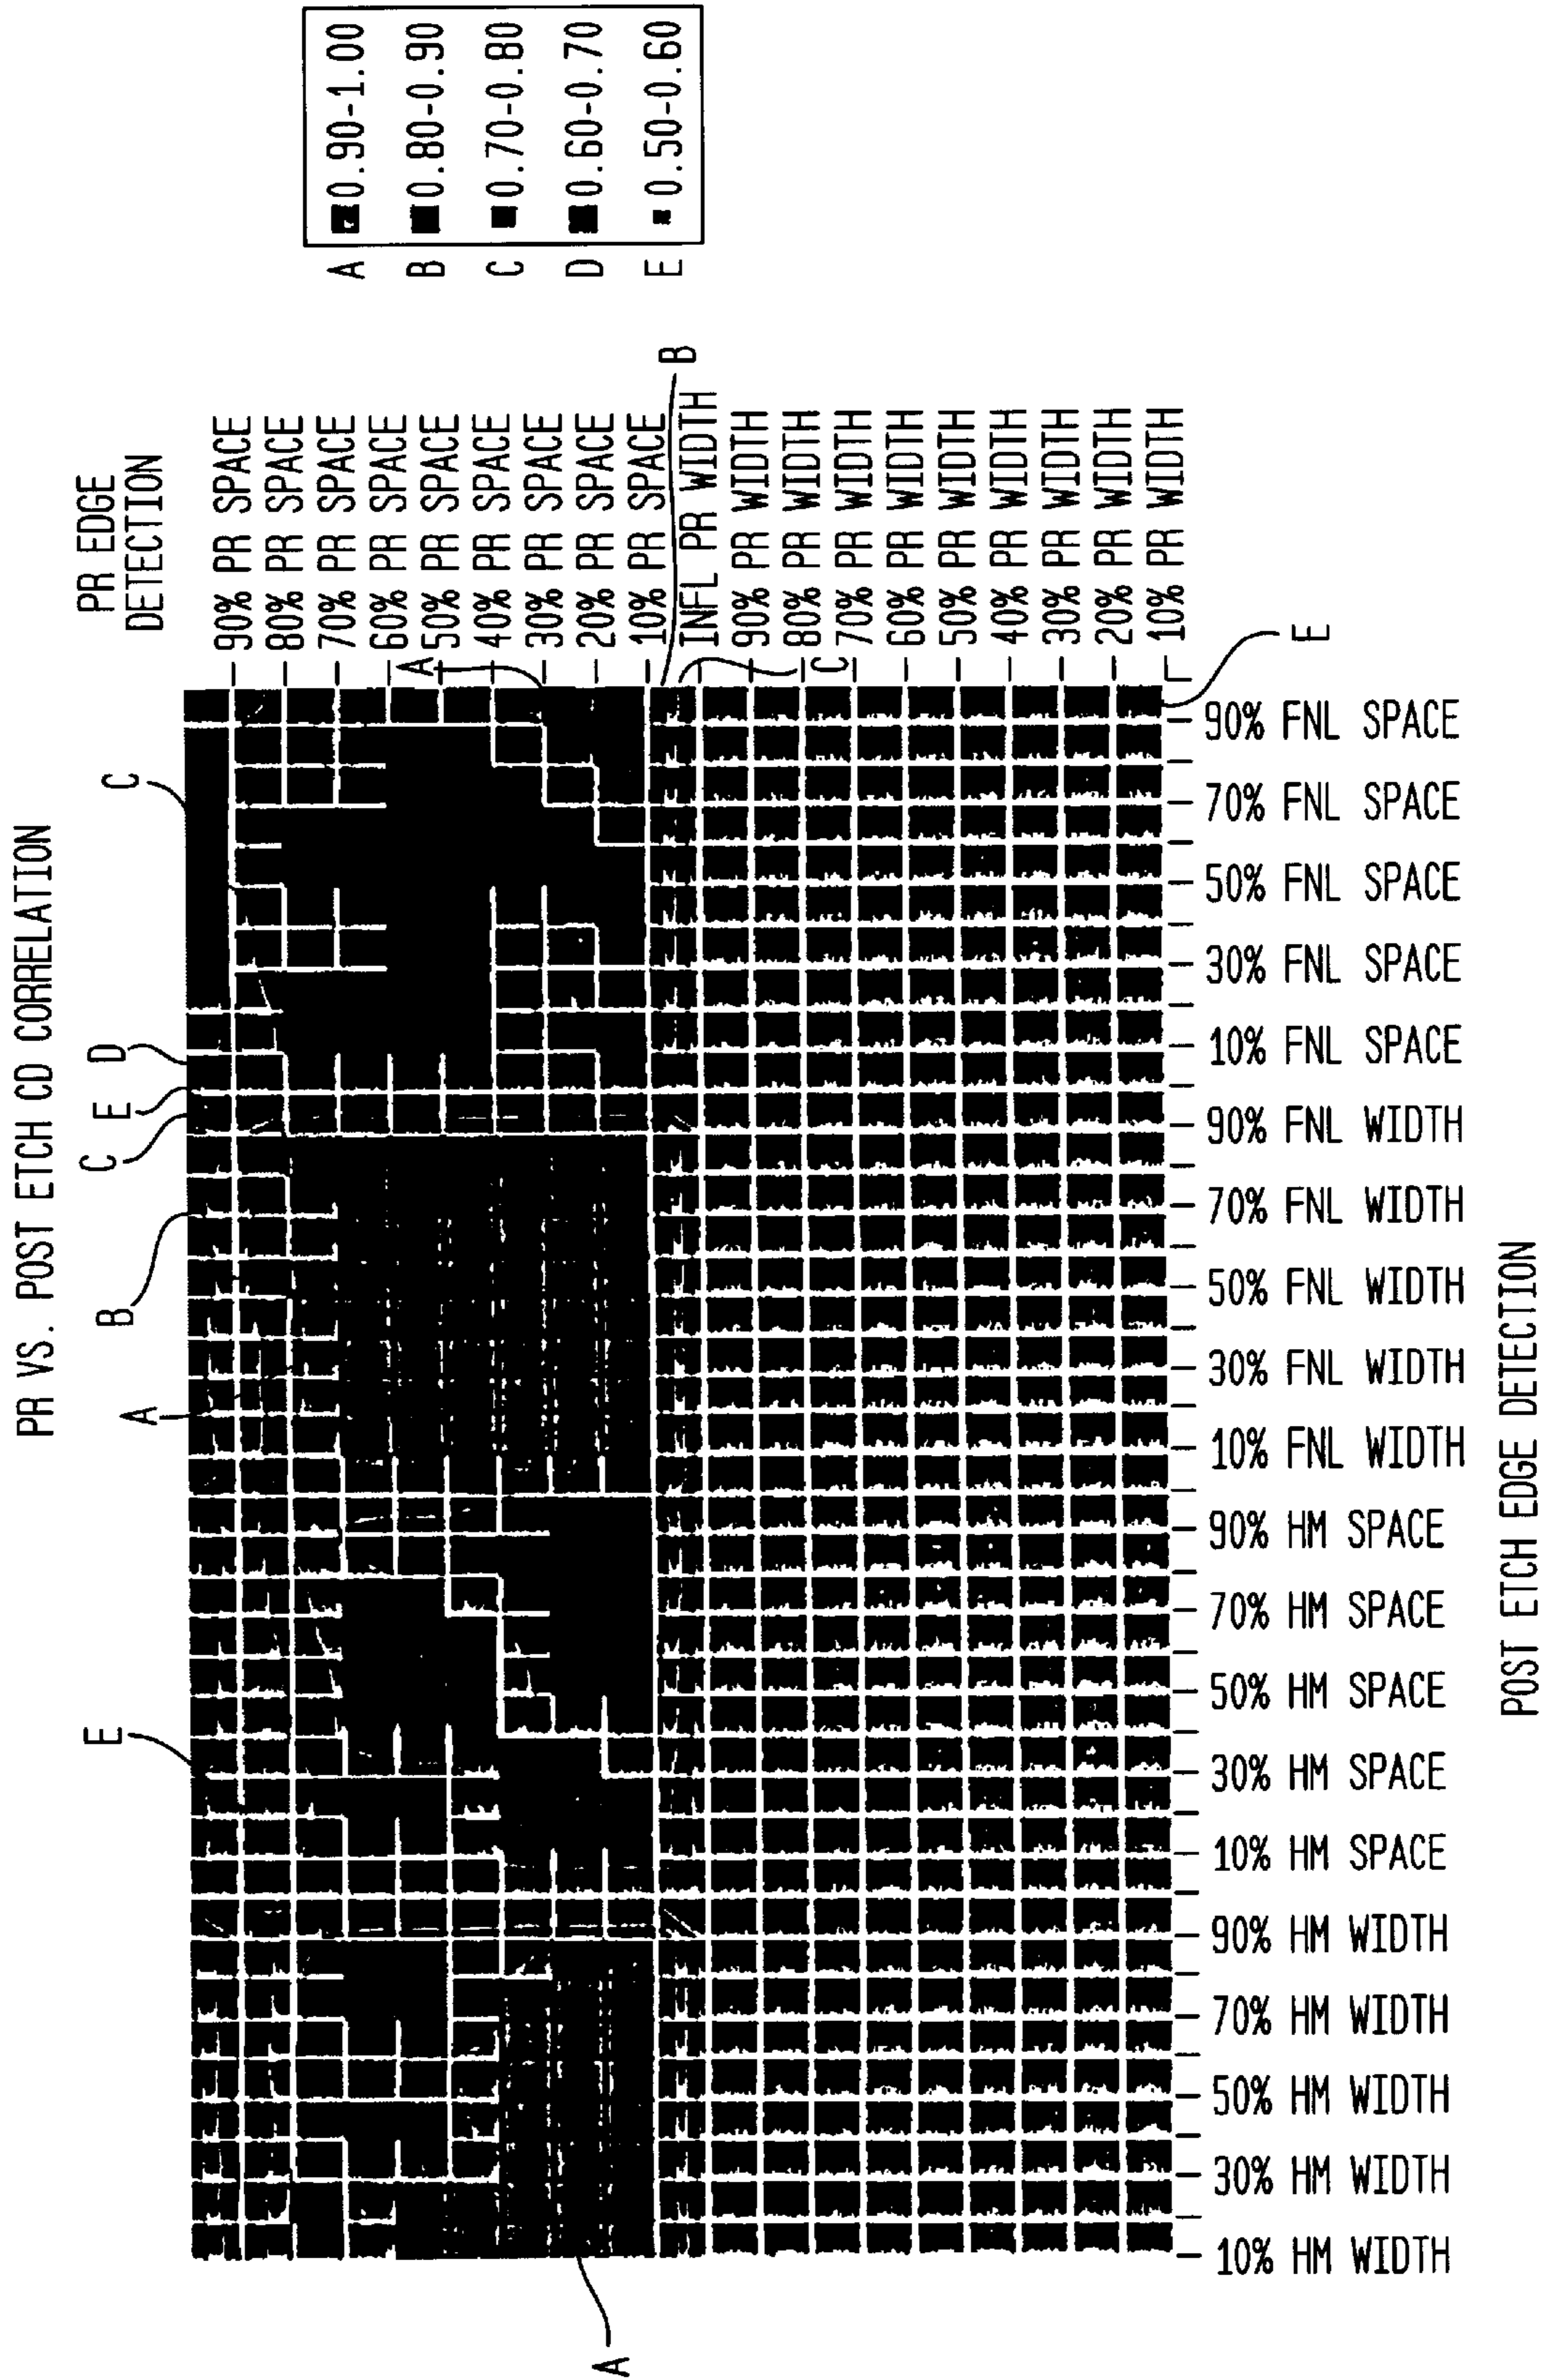 PR VS. POST ETCH CD CORRELATION
A 0.90-1.00
B 0.80-0.90
C 0.70-0.80
D 0.60-0.70
E 0.50-0.60
PR EDGE
DETECTION
90% PR SPACE
80% PR SPACE
70% PR SPACE
60% PR SPACE
50% PR SPACE
40% PR SPACE
30% PR SPACE
20% PR SPACE
10% PR SPACE
INFL PR WIDTH
90% PR WIDTH
80% PR WIDTH
70% PR WIDTH
60% PR WIDTH
50% PR WIDTH
40% PR WIDTH
30% PR WIDTH
20% PR WIDTH
10% PR WIDTH
A
E
A
B
C
E
D
C
A
B
C
E
10% HM WIDTH
30% HM WIDTH
50% HM WIDTH
70% HM WIDTH
90% HM WIDTH
10% HM SPACE
30% HM SPACE
50% HM SPACE
70% HM SPACE
90% HM SPACE
10% FNL WIDTH
30% FNL WIDTH
50% FNL WIDTH
70% FNL WIDTH
90% FNL WIDTH
10% FNL SPACE
30% FNL SPACE
50% FNL SPACE
70% FNL SPACE
90% FNL SPACE
POST ETCH EDGE DETECTION